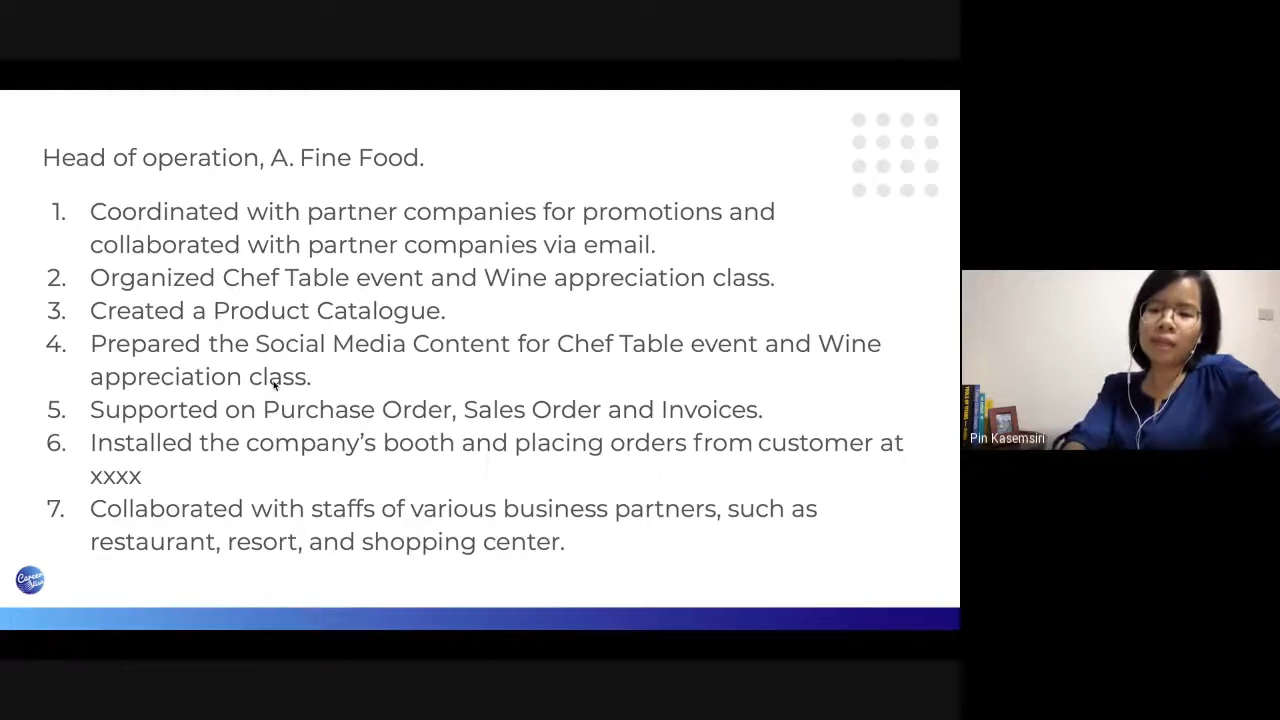 Head of operation, A. Fine Food.
1. Coordinated with partner companies for promotions and
collaborated with partner companies via email.
2. Organized Chef Table event and Wine appreciation class.
3. Created a Product Catalogue.
4. Prepared the Social Media Content for Chef Table event and Wine
appreciation class.
5. Supported on Purchase Order, Sales Order and Invoices.
6. Installed the company’s booth and placing orders from customer at
xxxx
7. Collaborated with staffs of various business partners, such as
restaurant, resort, and shopping center.
Career
Pin Kasemsiri